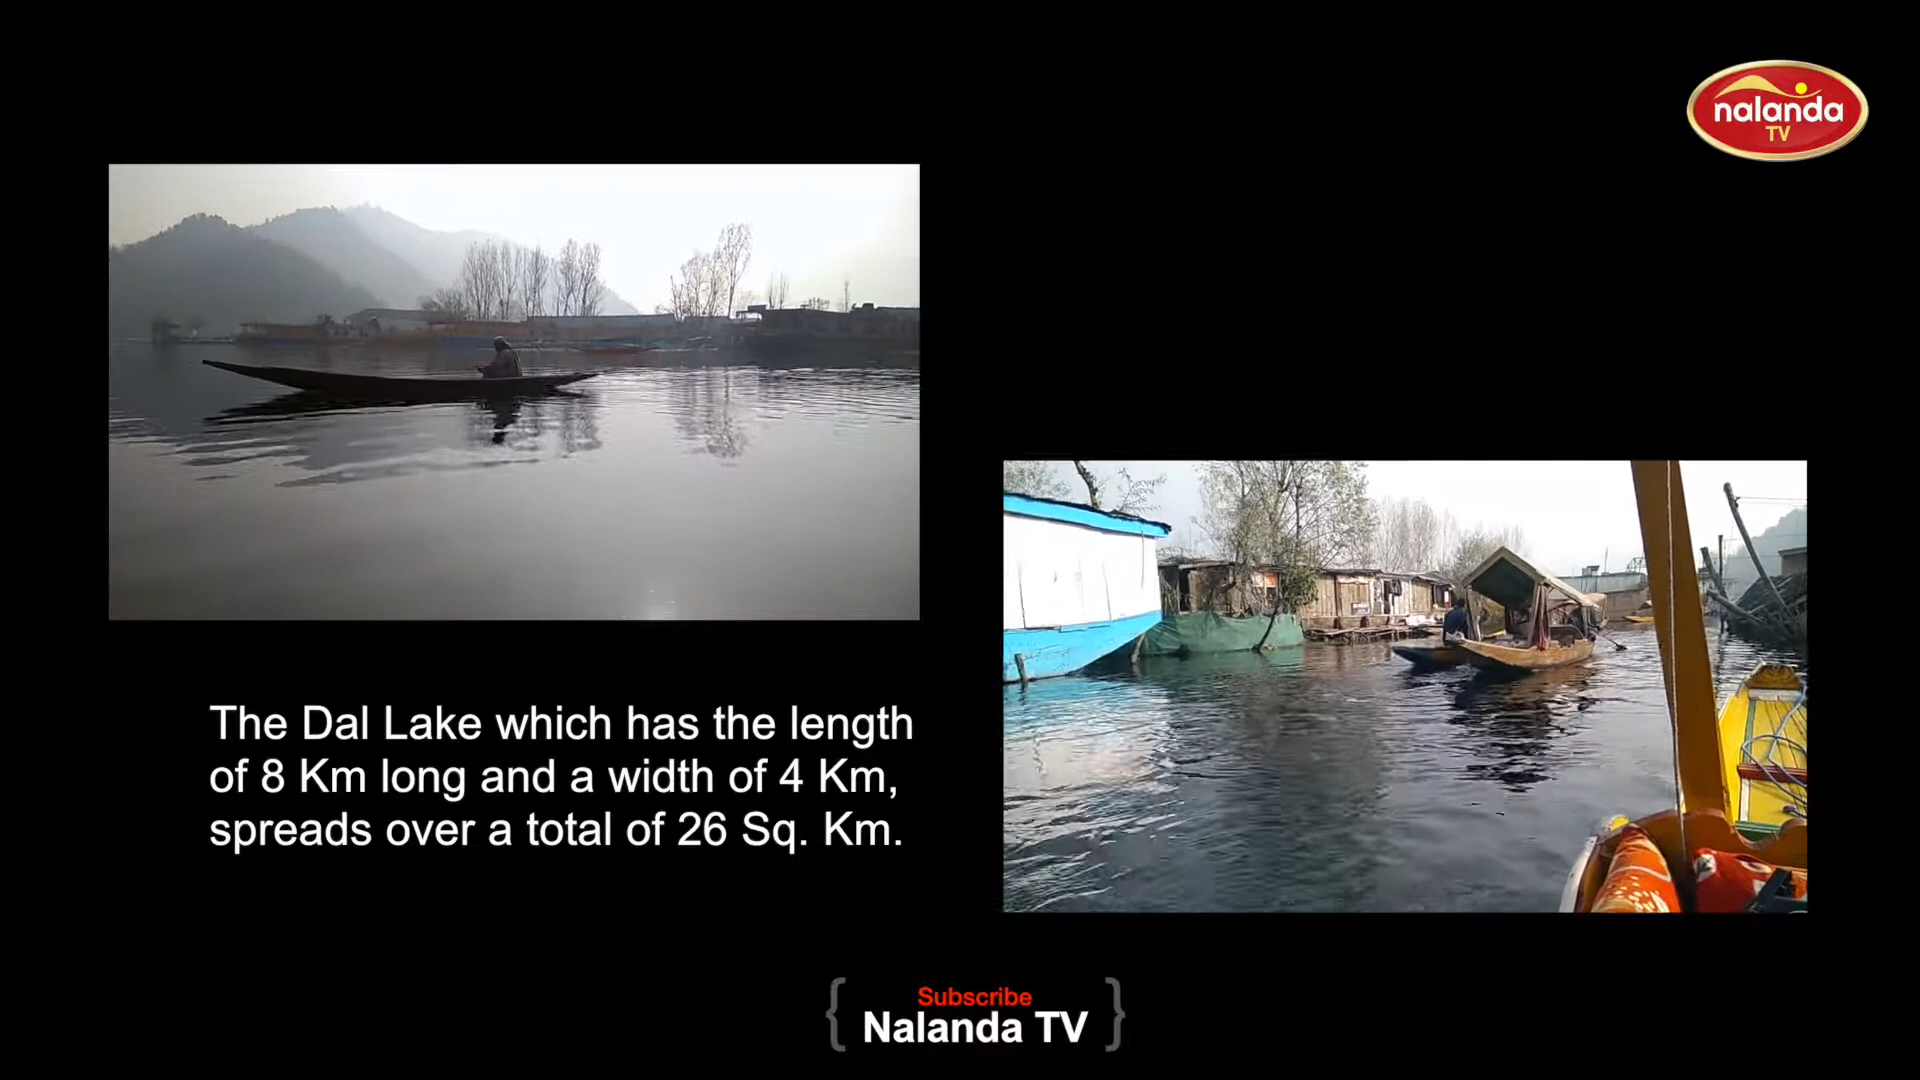 nalanda
TV
The Dal Lake which has the length
of 8 Km long and a width of 4 Km,
spreads over a total of 26 Sq. Km.
Subscribe
{ Nalanda TV }